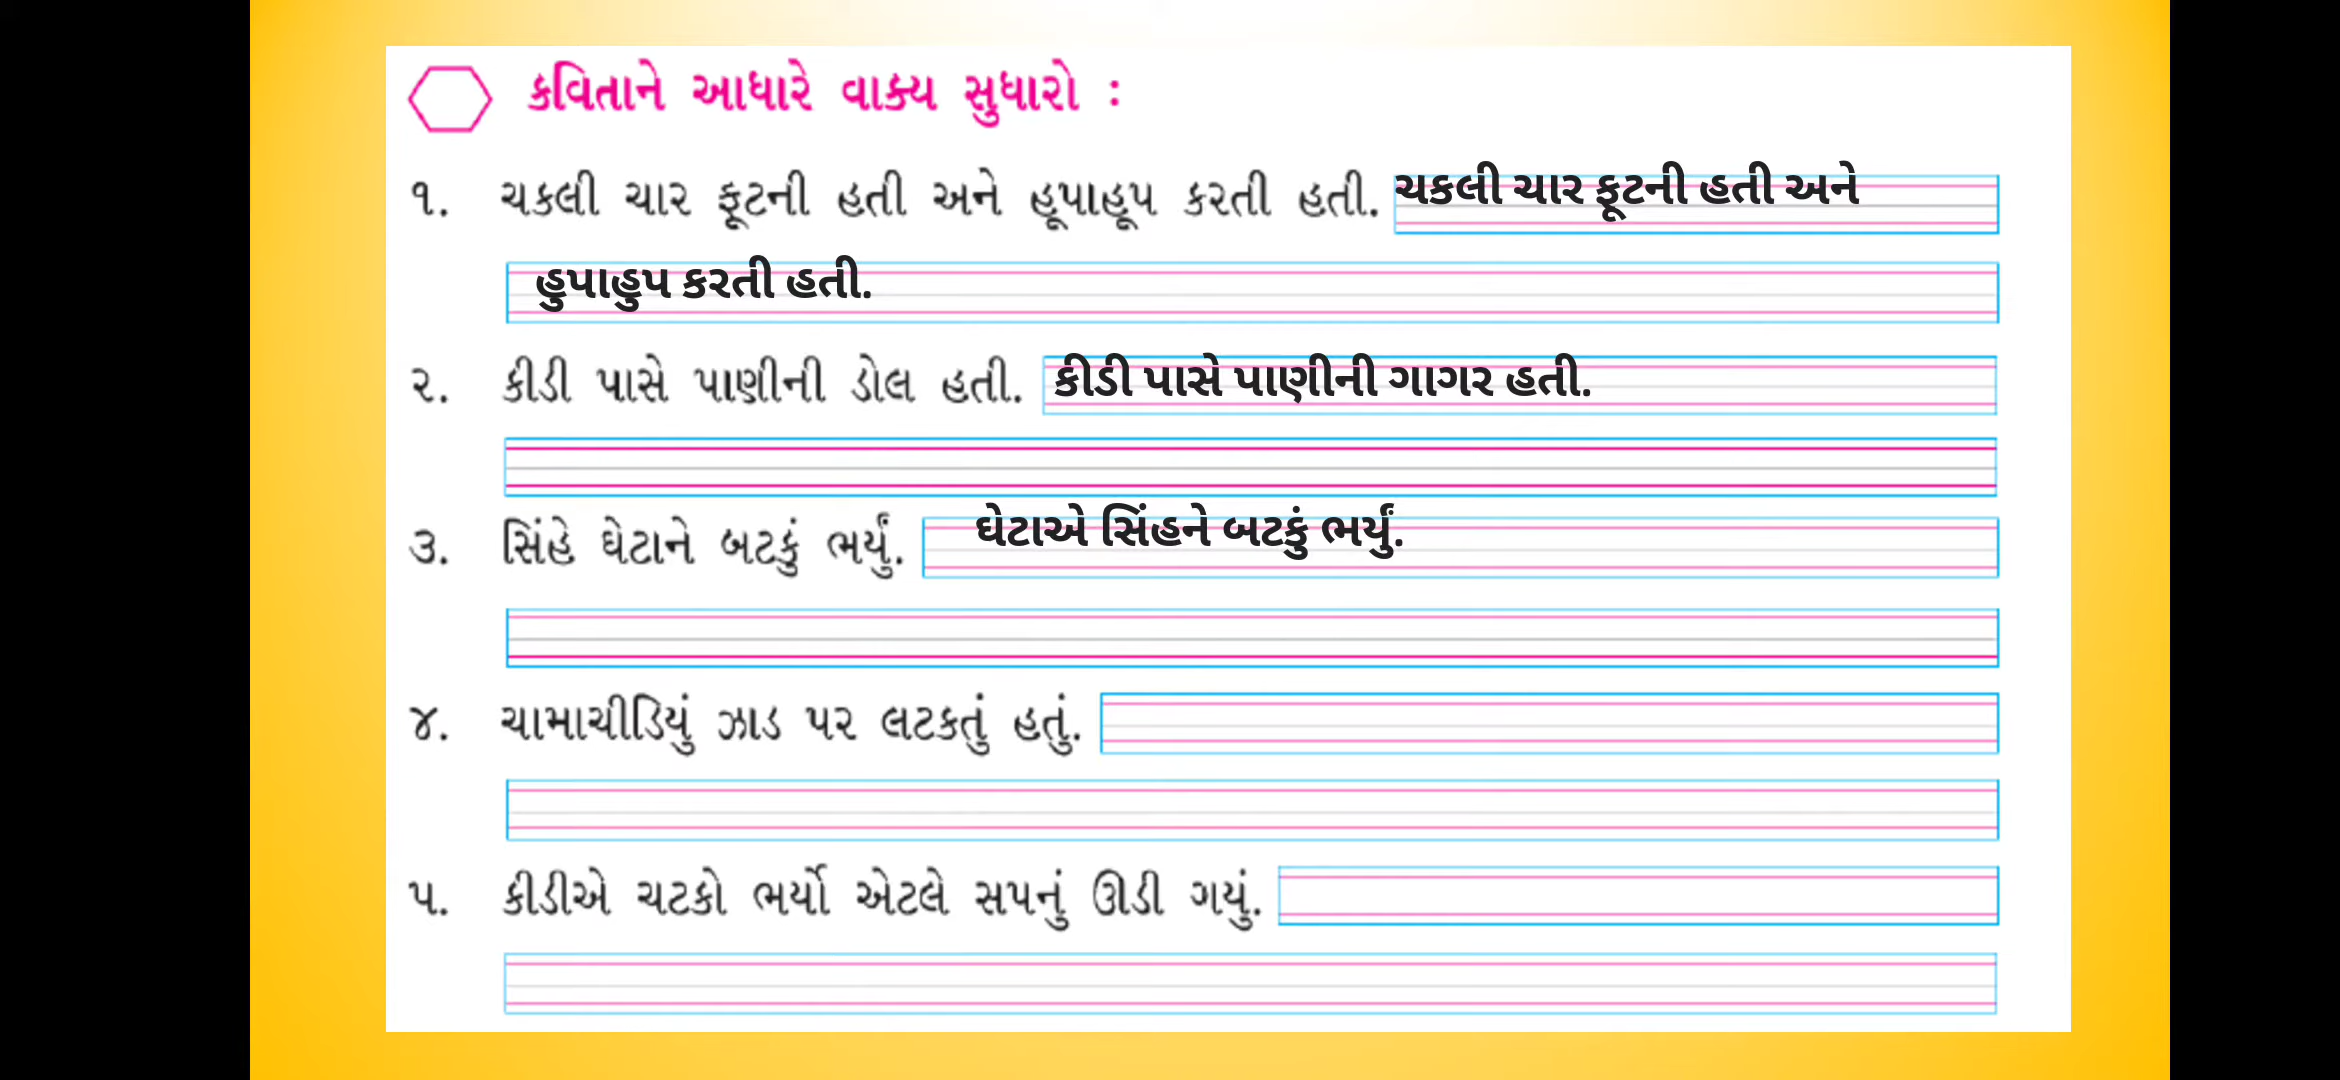 કવિતાને આધારે વાક્ય સુધારો :
૧. ચકલી ચાર ફૂટની હતી અને હૂપાહૂપ કરતી હતી. ચકલી ચાર ફૂટની હતી અને
હુપાહુપ કરતી હતી.
૨. કીડી પાસે પાણીની ડોલ હતી. કીડી પાસે પાણીની ગાગર હતી.
૩. સિંહે ઘેટાને બટકું ભર્યું. ઘેટાએ સિંહને બટકું ભર્યું.
૪. ચામાચીડિયું ઝાડ પર લટકતું હતું.
૫. કીડીએ ચટકો ભર્યો એટલે સપનું ઊડી ગયું.